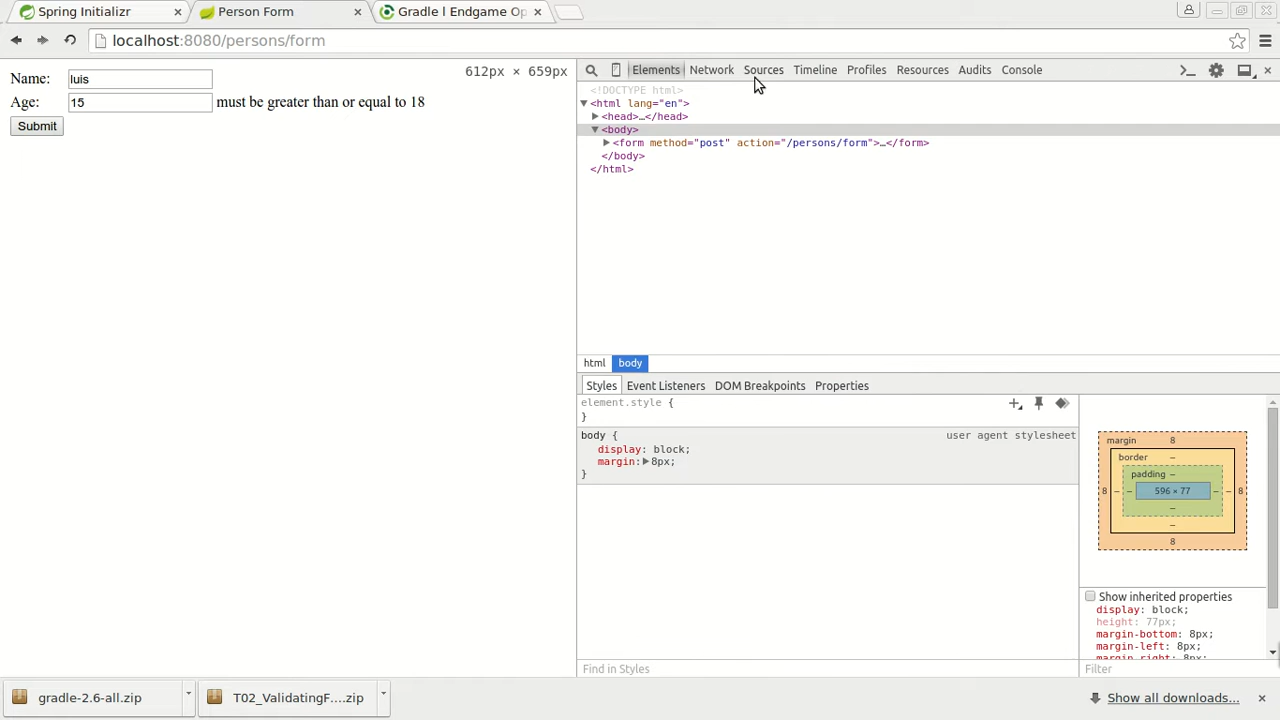 Spring Initializr
Person Form
Gradle | Endgame Op
localhost:8080/persons/form
Name: luis
Age: 15 must be greater than or equal to 18
Submit
612px × 659px
Elements Network Sources Timeline Profiles Resources Audits Console
<!DOCTYPE html>
<html lang="en">
<head>…</head>
<body>
<form method="post" action="/persons/form">…</form>
</body>
</html>
html body
Styles Event Listeners DOM Breakpoints Properties
element.style {
}
body { user agent stylesheet
display: block;
margin: 8px;
}
Find in Styles
margin 8
border –
padding –
8 – – 596 × 77 – – 8
–
–
8
Show inherited properties
display: block;
height: 77px;
margin-bottom: 8px;
margin-left: 8px;
margin-right: 8px;
Filter
gradle-2.6-all.zip
T02_ValidatingF....zip
Show all downloads...